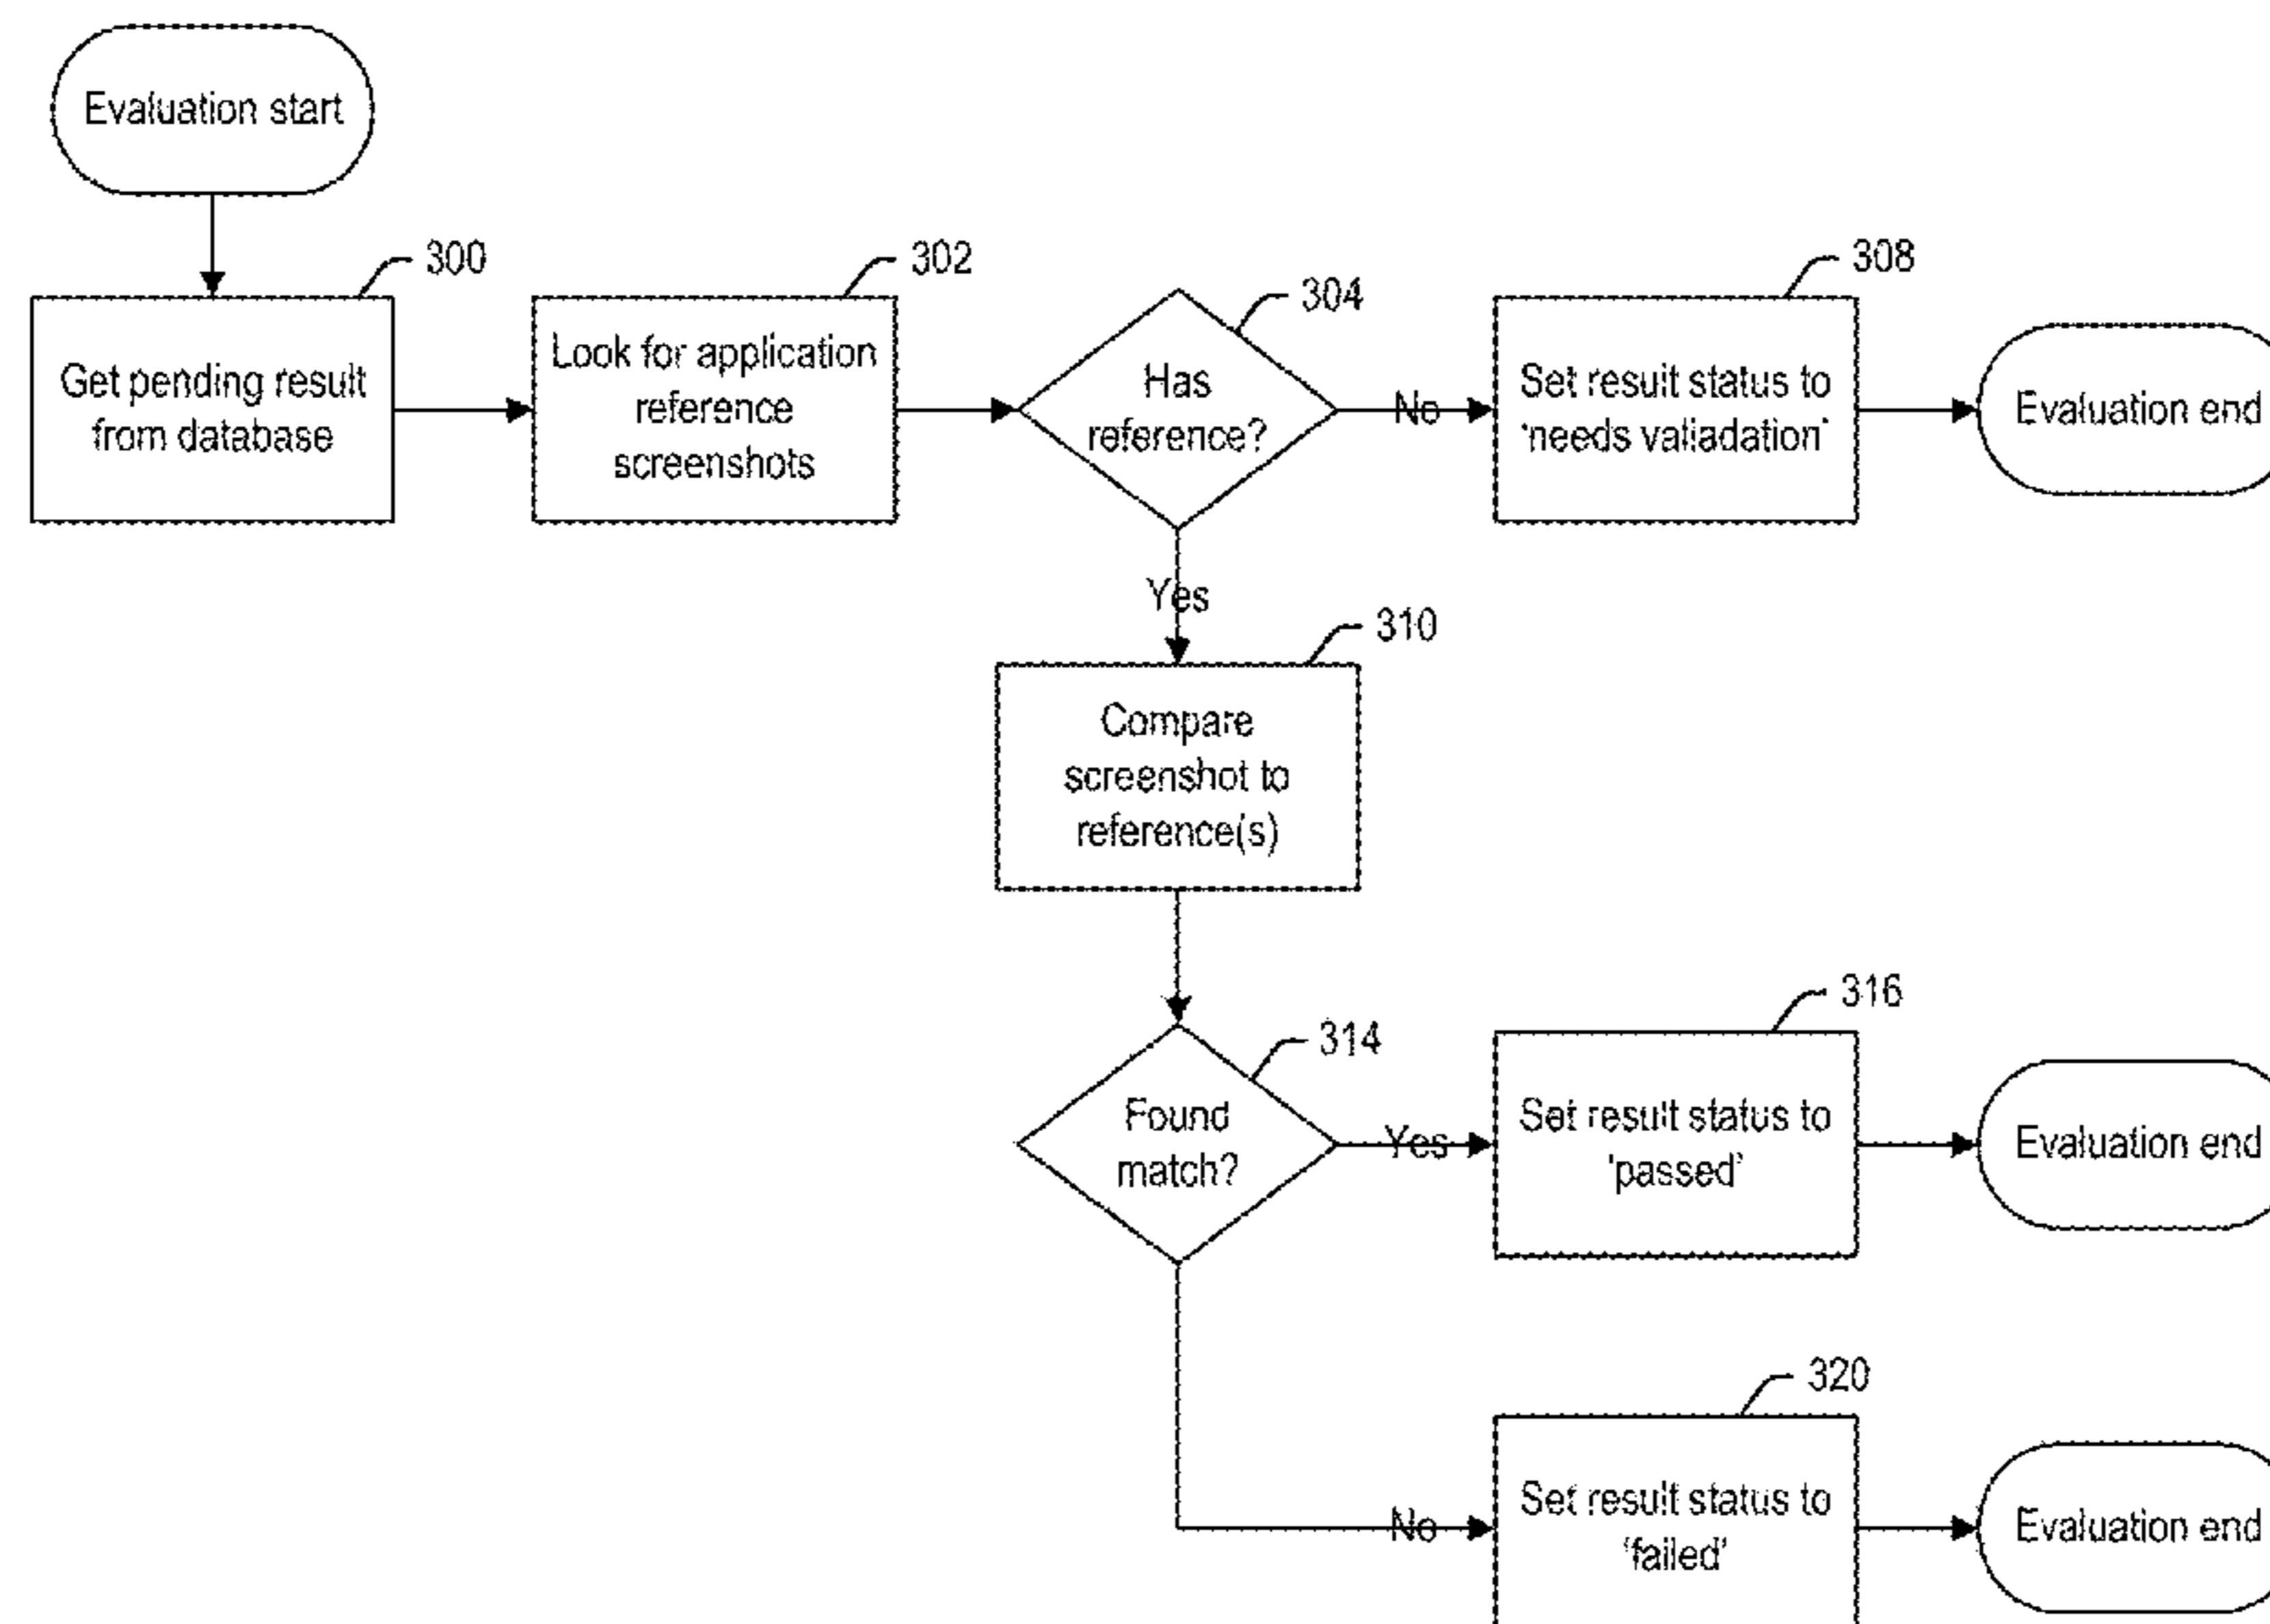 Evaluation start
300
302
304
308
Get pending result
from database
Look for application
reference
screenshots
Has
reference?
No
Set result status to
'needs valiadation'
Evaluation end
Yes
310
Compare
screenshot to
reference(s)
314
316
Found
match?
Yes
Set result status to
'passed'
Evaluation end
320
No
Set result status to
'failed'
Evaluation end